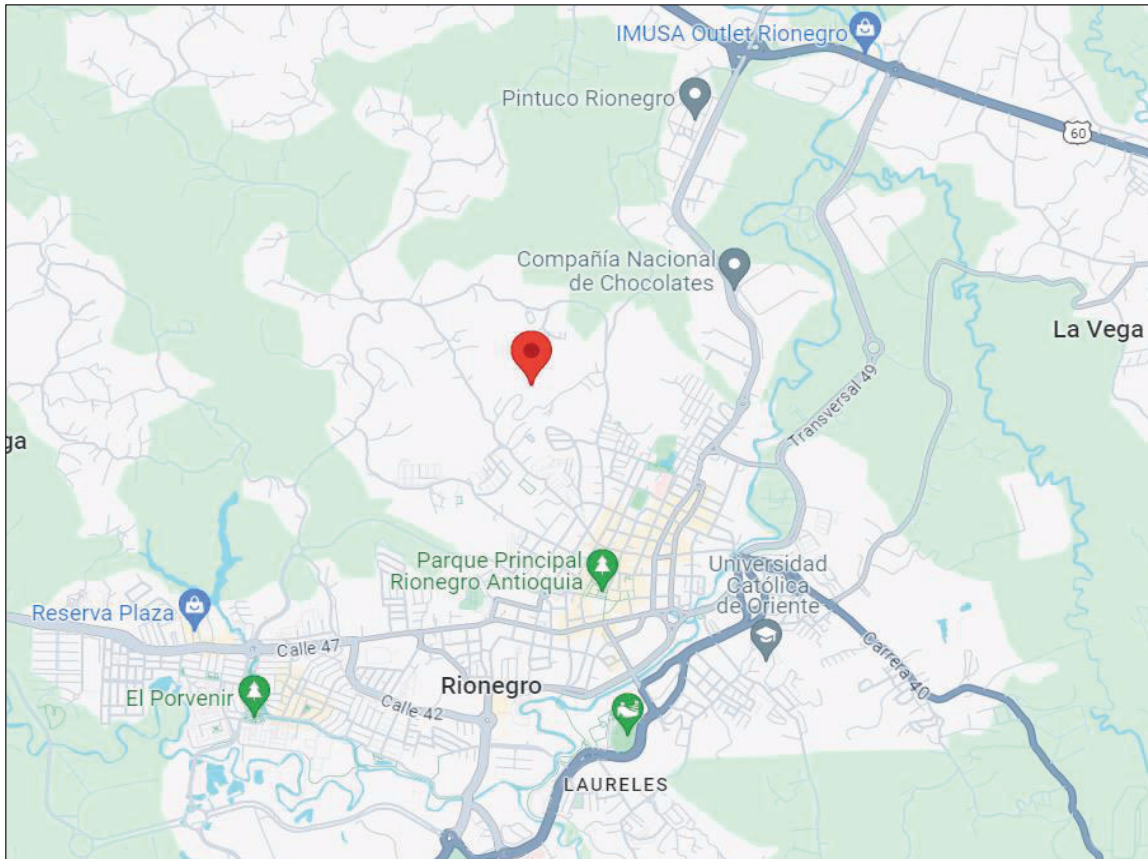 IMUSA Outlet Rionegro
Pintuco Rionegro
60
Compañía Nacional
de Chocolates
La Vega
Transversal 49
ga
Parque Principal
Rionegro Antioquia
Universidad
Católica
de Oriente
Reserva Plaza
Calle 47
Carrera 40
El Porvenir
Rionegro
Calle 42
LAURELES